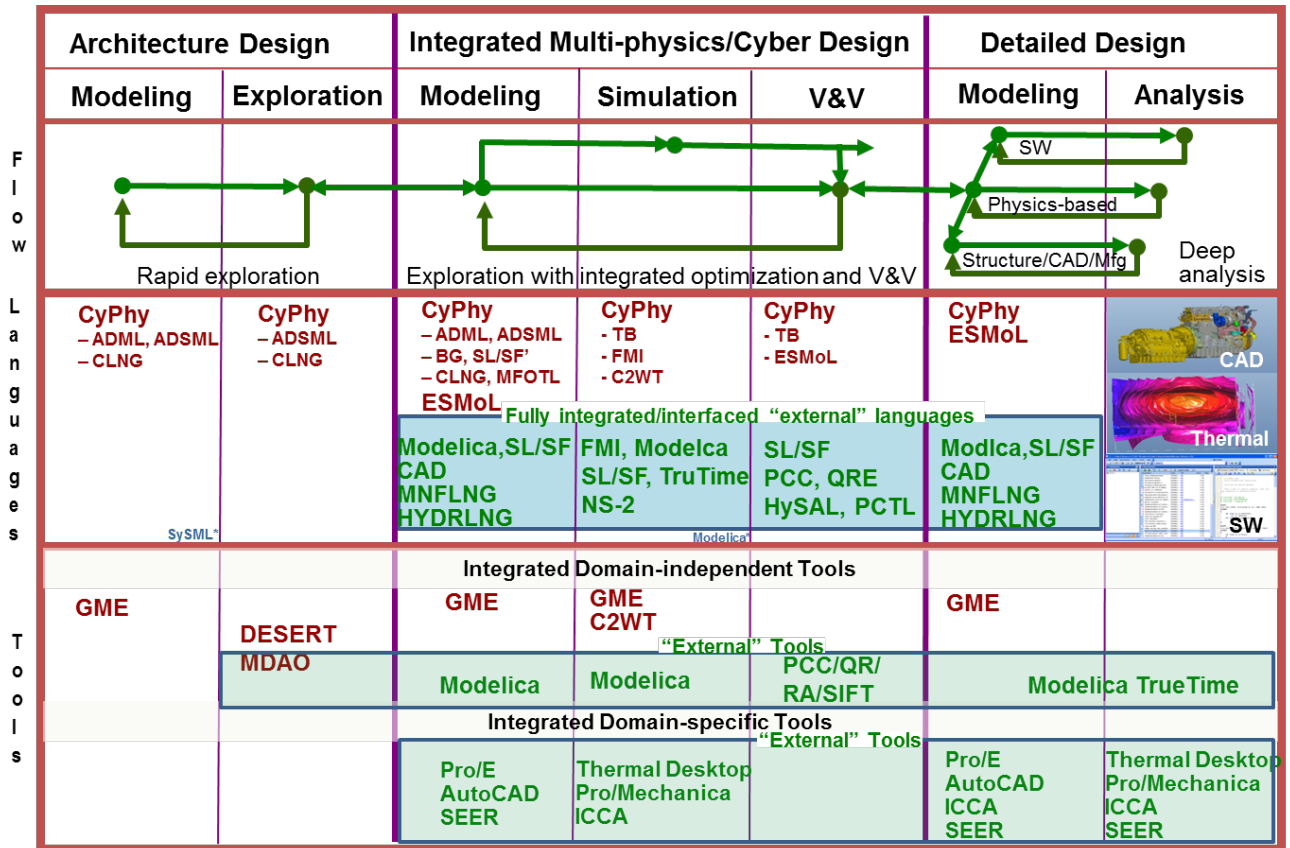 Architecture Design
Integrated Multi-physics/Cyber Design
Detailed Design
Modeling
Exploration
Modeling
Simulation
V&V
Modeling
Analysis
Flow
SW
Physics-based
Structure/CAD/Mfg
Deep
analysis
Rapid exploration
Exploration with integrated optimization and V&V
Languages
CyPhy
– ADML, ADSML
– CLNG
SySML*
CyPhy
– ADSML
– CLNG
CyPhy
– ADML, ADSML
– BG, SL/SF'
– CLNG, MFOTL
ESMoL
CyPhy
- TB
- FMI
- C2WT
CyPhy
- TB
- ESMoL
CyPhy
ESMoL
Fully integrated/interfaced “external” languages
Modelica,SL/SF
CAD
MNFLNG
HYDRLNG
FMI, Modelca
SL/SF, TruTime
NS-2
Modelica*
SL/SF
PCC, QRE
HySAL, PCTL
Modlca,SL/SF
CAD
MNFLNG
HYDRLNG
CAD
Thermal
SW
Tools
Integrated Domain-independent Tools
GME
DESERT
MDAO
GME
GME
C2WT
GME
“External” Tools
Modelica
Modelica
PCC/QR/
RA/SIFT
Modelica TrueTime
Integrated Domain-specific Tools
“External” Tools
Pro/E
AutoCAD
SEER
Thermal Desktop
Pro/Mechanica
ICCA
Pro/E
AutoCAD
ICCA
SEER
Thermal Desktop
Pro/Mechanica
ICCA
SEER